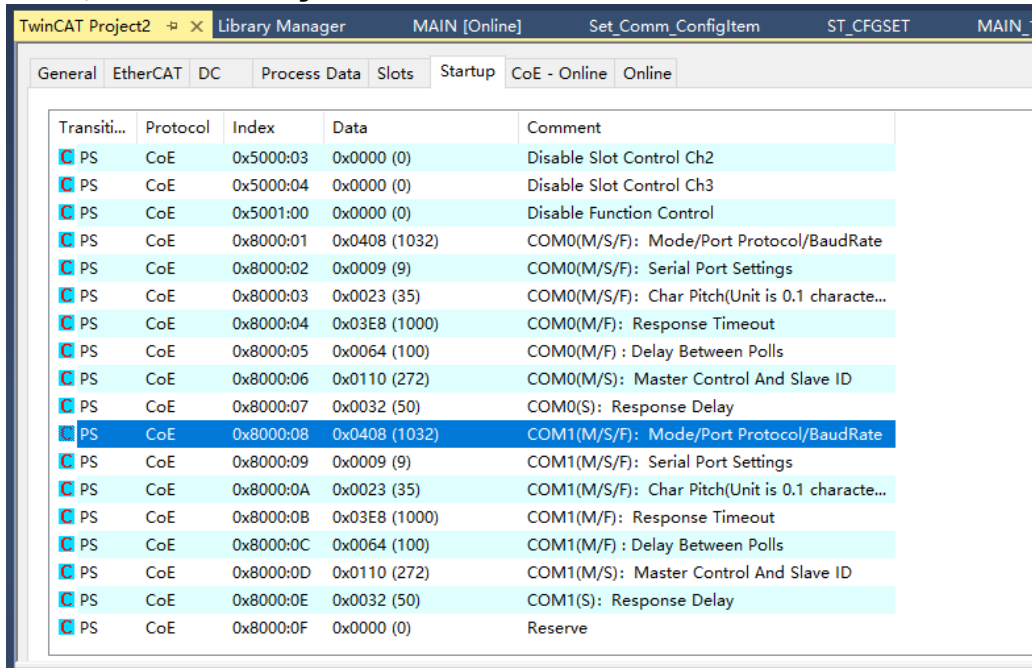 TwinCAT Project2 Library Manager MAIN [Online] Set_Comm_ConfigItem ST_CFGSET MAIN_
General EtherCAT DC Process Data Slots Startup CoE - Online Online
Transiti... Protocol Index Data Comment
C PS CoE 0x5000:03 0x0000 (0) Disable Slot Control Ch2
C PS CoE 0x5000:04 0x0000 (0) Disable Slot Control Ch3
C PS CoE 0x5001:00 0x0000 (0) Disable Function Control
C PS CoE 0x8000:01 0x0408 (1032) COM0(M/S/F): Mode/Port Protocol/BaudRate
C PS CoE 0x8000:02 0x0009 (9) COM0(M/S/F): Serial Port Settings
C PS CoE 0x8000:03 0x0023 (35) COM0(M/S/F): Char Pitch(Unit is 0.1 characte...
C PS CoE 0x8000:04 0x03E8 (1000) COM0(M/F): Response Timeout
C PS CoE 0x8000:05 0x0064 (100) COM0(M/F) : Delay Between Polls
C PS CoE 0x8000:06 0x0110 (272) COM0(M/S): Master Control And Slave ID
C PS CoE 0x8000:07 0x0032 (50) COM0(S): Response Delay
C PS CoE 0x8000:08 0x0408 (1032) COM1(M/S/F): Mode/Port Protocol/BaudRate
C PS CoE 0x8000:09 0x0009 (9) COM1(M/S/F): Serial Port Settings
C PS CoE 0x8000:0A 0x0023 (35) COM1(M/S/F): Char Pitch(Unit is 0.1 characte...
C PS CoE 0x8000:0B 0x03E8 (1000) COM1(M/F): Response Timeout
C PS CoE 0x8000:0C 0x0064 (100) COM1(M/F) : Delay Between Polls
C PS CoE 0x8000:0D 0x0110 (272) COM1(M/S): Master Control And Slave ID
C PS CoE 0x8000:0E 0x0032 (50) COM1(S): Response Delay
C PS CoE 0x8000:0F 0x0000 (0) Reserve